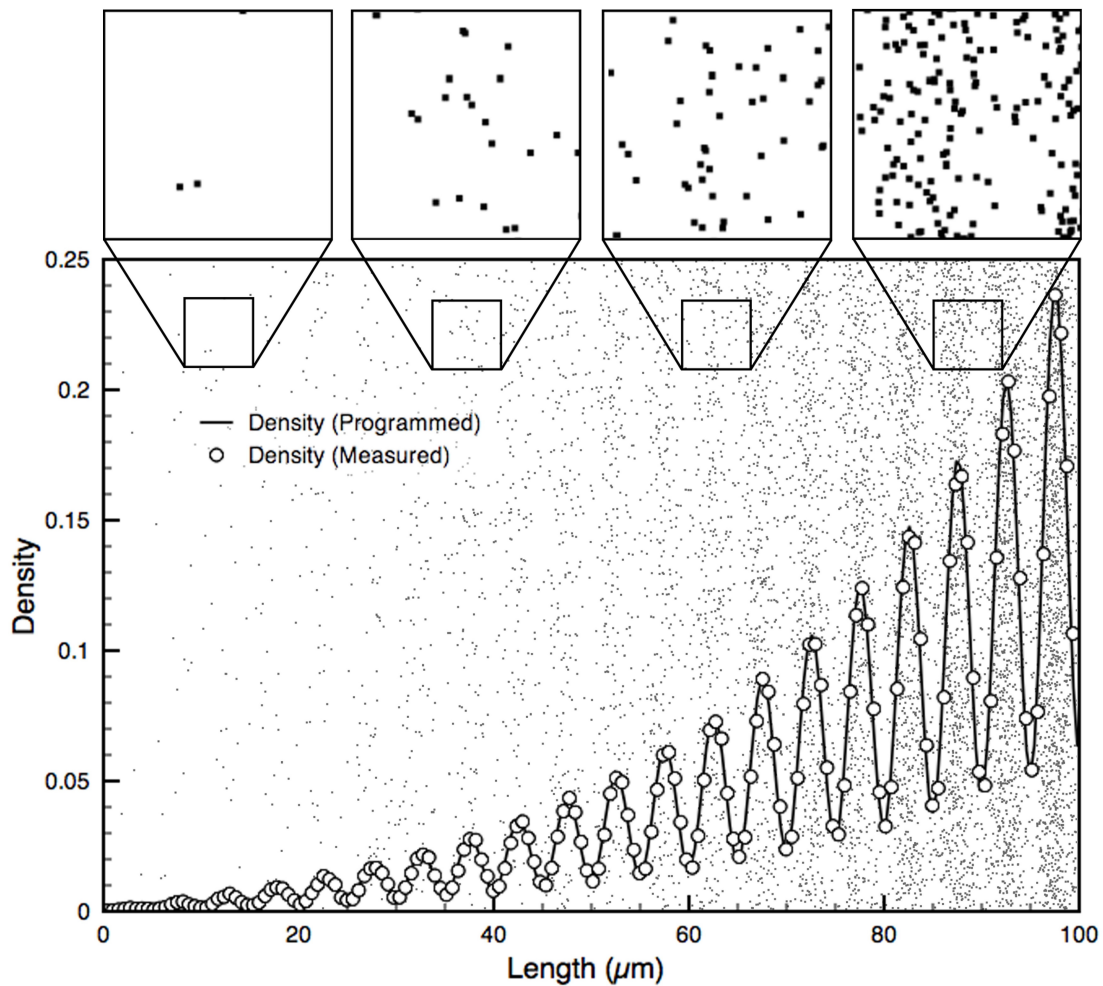 0.25
0.2
0.15
0.1
0.05
0
Density
Density (Programmed)
Density (Measured)
0 20 40 60 80 100
Length (μm)